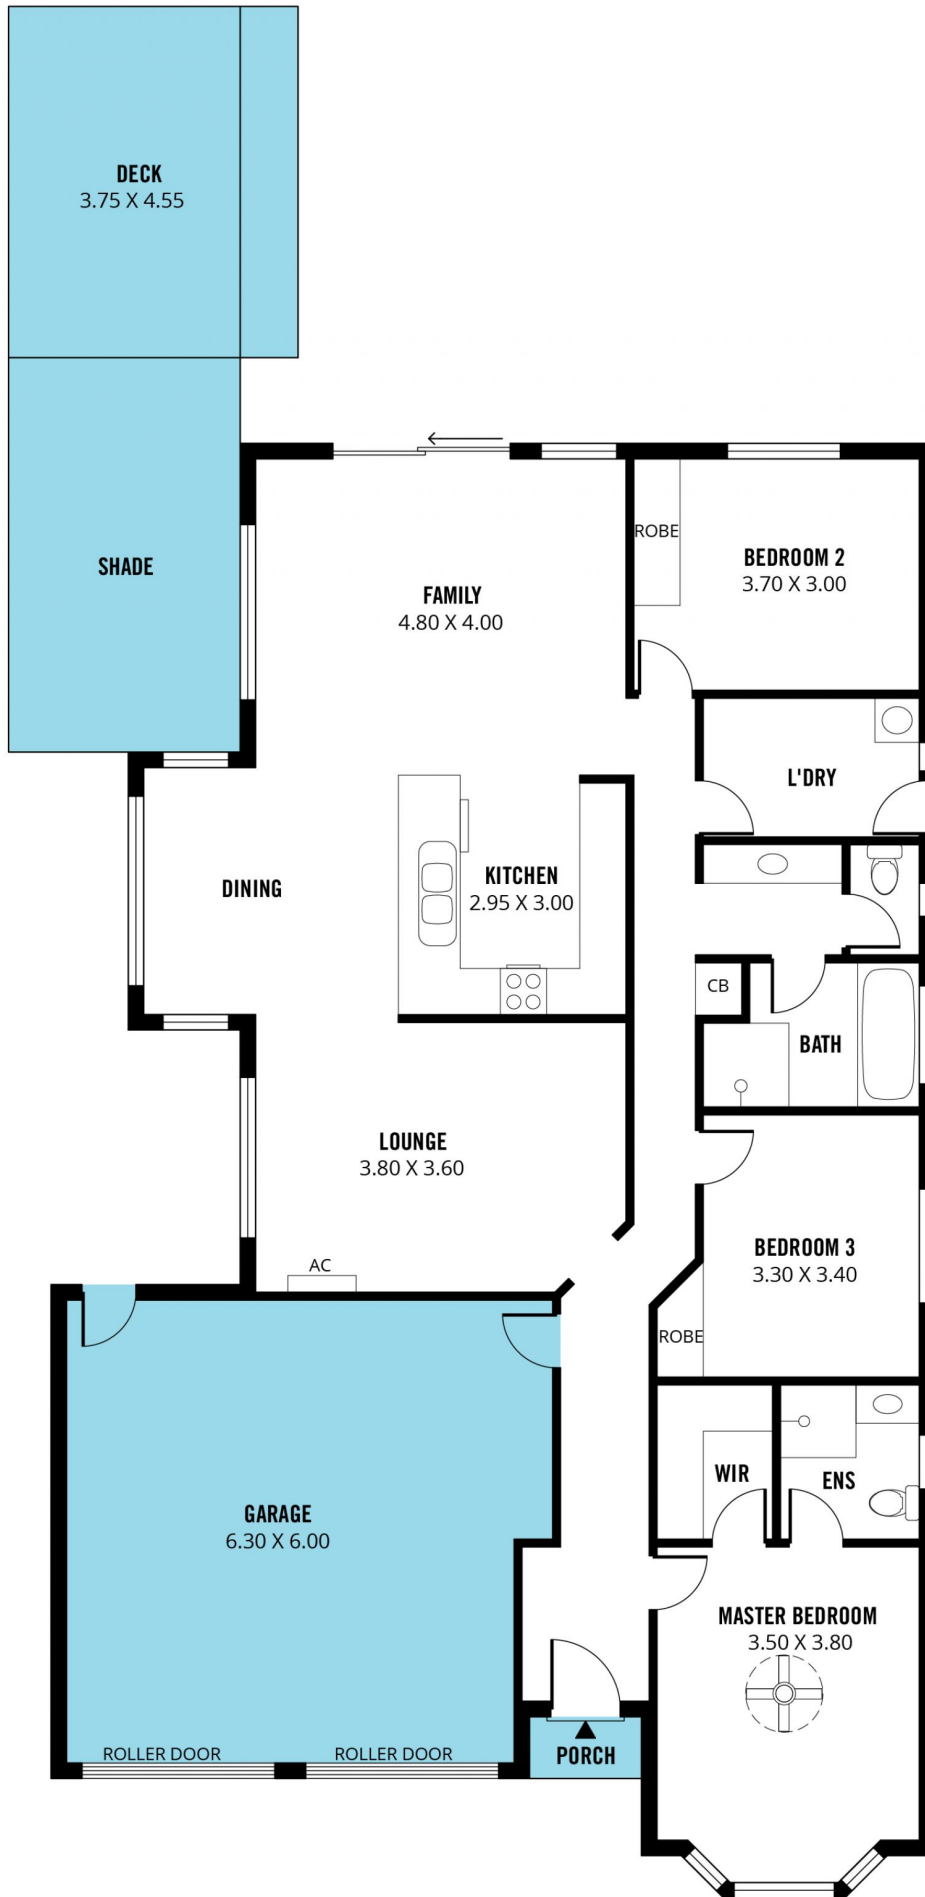 DECK
3.75 X 4.55
SHADE
FAMILY
4.80 X 4.00
ROBE
BEDROOM 2
3.70 X 3.00
L'DRY
DINING
KITCHEN
2.95 X 3.00
CB
BATH
LOUNGE
3.80 X 3.60
AC
BEDROOM 3
3.30 X 3.40
ROBE
WIR
ENS
GARAGE
6.30 X 6.00
MASTER BEDROOM
3.50 X 3.80
ROLLER DOOR
ROLLER DOOR
PORCH